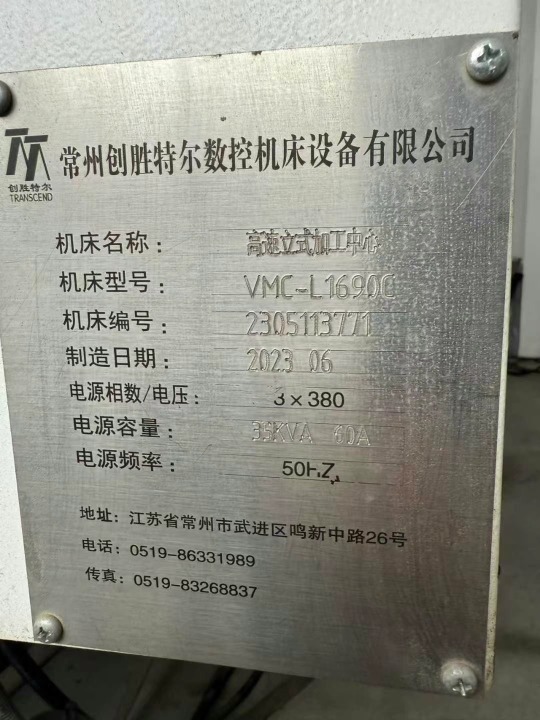 常州创胜特尔数控机床设备有限公司
创胜特尔
TRANSCEND
机床名称： 高速立式加工中心
机床型号： VMC-L1690C
机床编号： 2305113771
制造日期： 2023 06
电源相数/电压： 3×380
电源容量： 35KVA 60A
电源频率： 50HZ
地址：江苏省常州市武进区鸣新中路26号
电话：0519-86331989
传真：0519-83268837